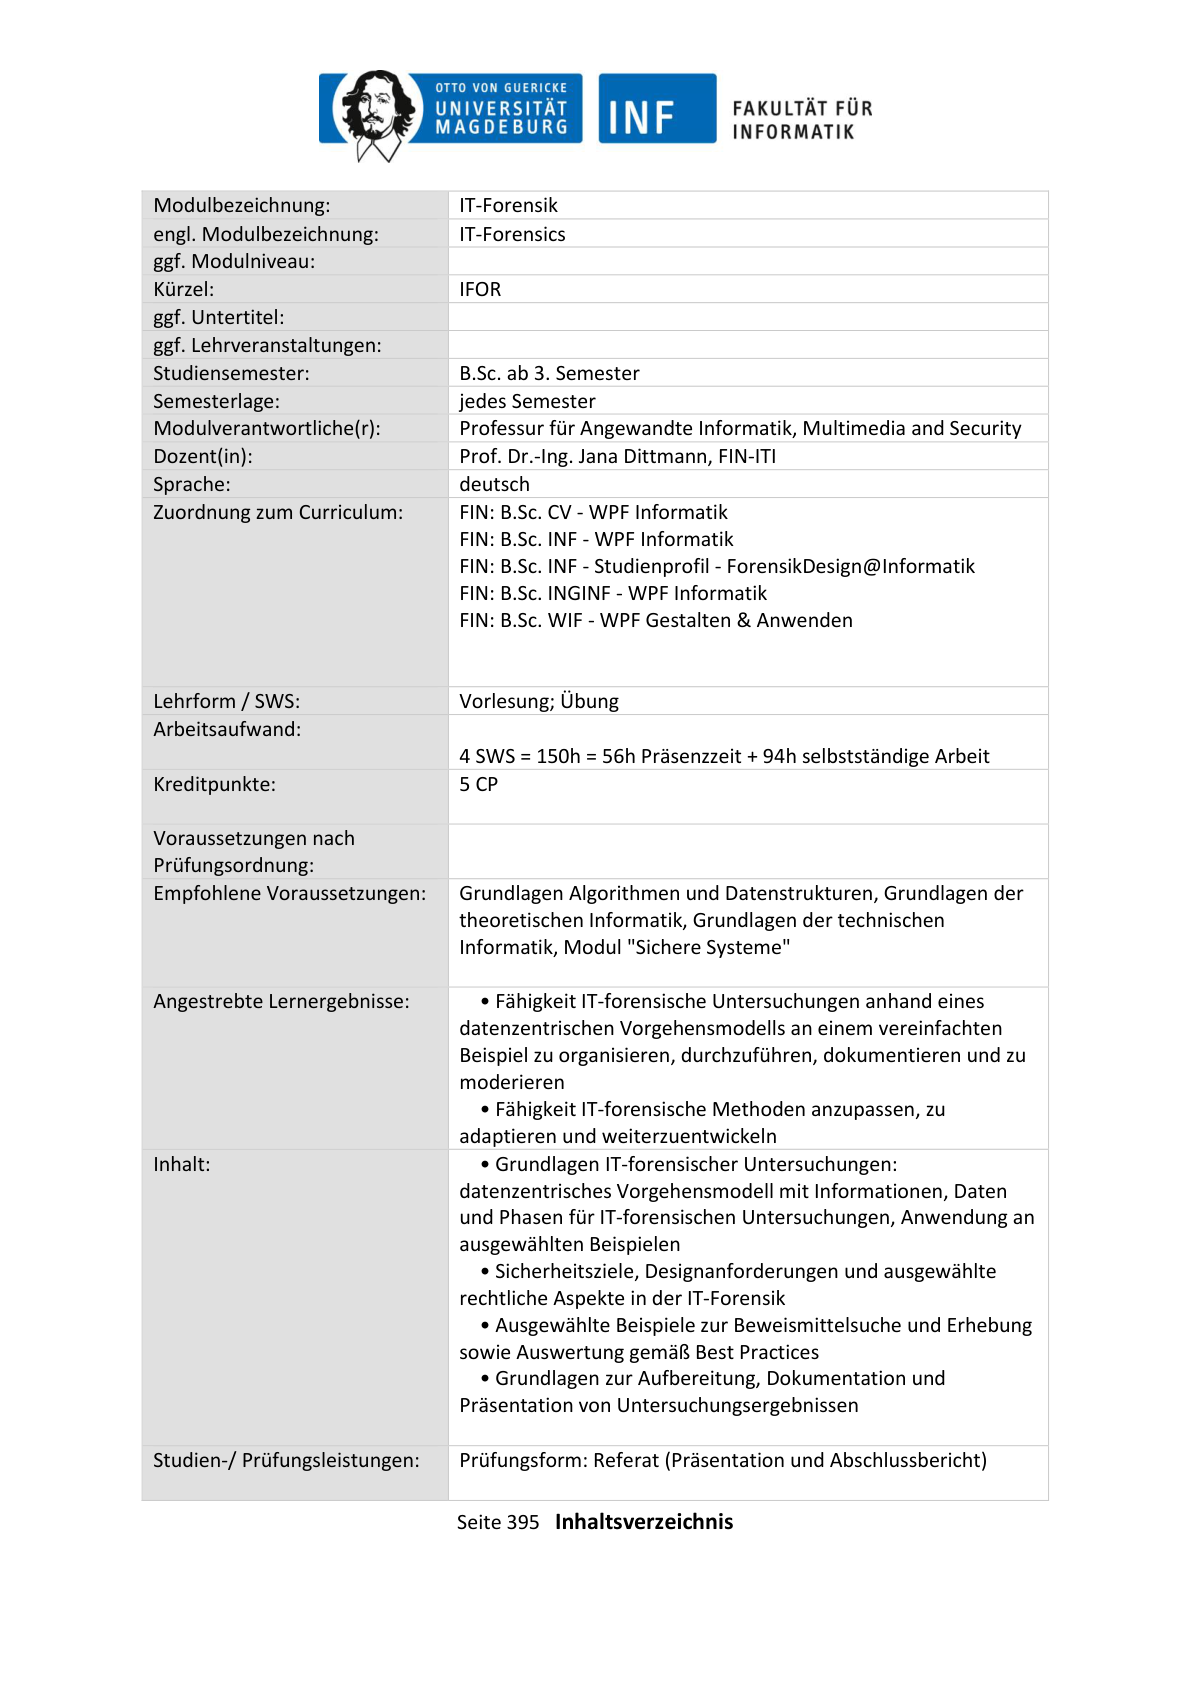 OTTO VON GUERICKE
UNIVERSITÄT
MAGDEBURG
INF
FAKULTÄT FÜR
INFORMATIK
Modulbezeichnung: IT-Forensik
engl. Modulbezeichnung: IT-Forensics
ggf. Modulniveau:
Kürzel: IFOR
ggf. Untertitel:
ggf. Lehrveranstaltungen:
Studiensemester: B.Sc. ab 3. Semester
Semesterlage: jedes Semester
Modulverantwortliche(r): Professur für Angewandte Informatik, Multimedia and Security
Dozent(in): Prof. Dr.-Ing. Jana Dittmann, FIN-ITI
Sprache: deutsch
Zuordnung zum Curriculum: FIN: B.Sc. CV - WPF Informatik
FIN: B.Sc. INF - WPF Informatik
FIN: B.Sc. INF - Studienprofil - ForensikDesign@Informatik
FIN: B.Sc. INGINF - WPF Informatik
FIN: B.Sc. WIF - WPF Gestalten & Anwenden
Lehrform / SWS: Vorlesung; Übung
Arbeitsaufwand:
4 SWS = 150h = 56h Präsenzzeit + 94h selbstständige Arbeit
Kreditpunkte: 5 CP
Voraussetzungen nach
Prüfungsordnung:
Empfohlene Voraussetzungen: Grundlagen Algorithmen und Datenstrukturen, Grundlagen der
theoretischen Informatik, Grundlagen der technischen
Informatik, Modul "Sichere Systeme"
Angestrebte Lernergebnisse: • Fähigkeit IT-forensische Untersuchungen anhand eines
datenzentrischen Vorgehensmodells an einem vereinfachten
Beispiel zu organisieren, durchzuführen, dokumentieren und zu
moderieren
• Fähigkeit IT-forensische Methoden anzupassen, zu
adaptieren und weiterzuentwickeln
Inhalt: • Grundlagen IT-forensischer Untersuchungen:
datenzentrisches Vorgehensmodell mit Informationen, Daten
und Phasen für IT-forensischen Untersuchungen, Anwendung an
ausgewählten Beispielen
• Sicherheitsziele, Designanforderungen und ausgewählte
rechtliche Aspekte in der IT-Forensik
• Ausgewählte Beispiele zur Beweismittelsuche und Erhebung
sowie Auswertung gemäß Best Practices
• Grundlagen zur Aufbereitung, Dokumentation und
Präsentation von Untersuchungsergebnissen
Studien-/ Prüfungsleistungen: Prüfungsform: Referat (Präsentation und Abschlussbericht)
Seite 395 Inhaltsverzeichnis